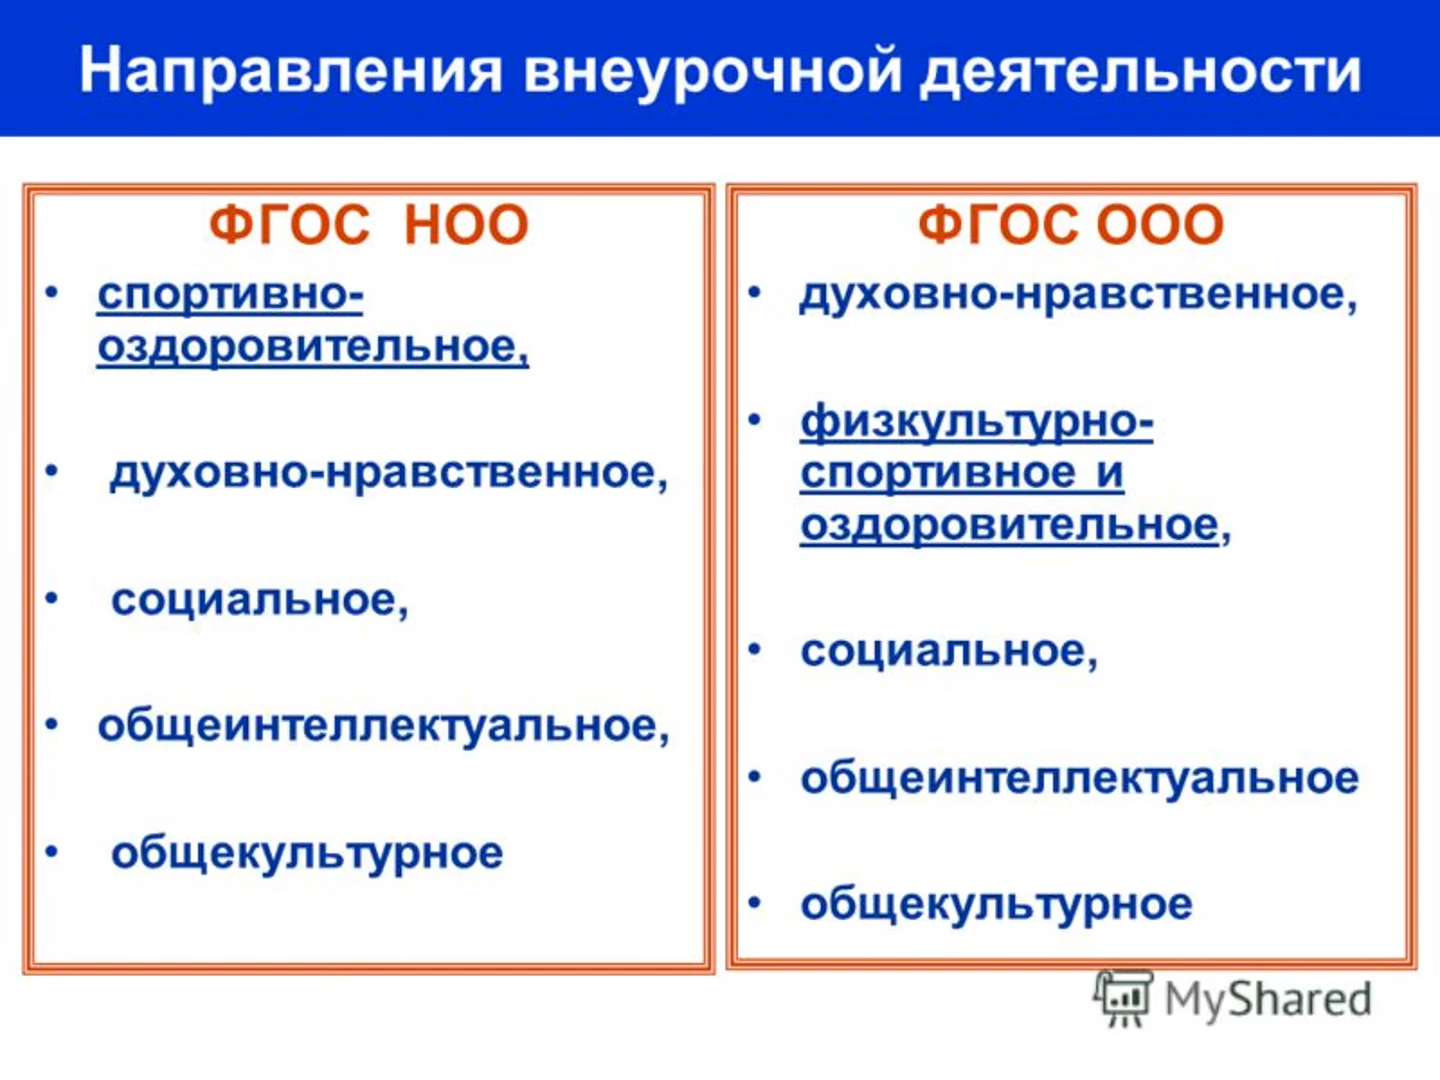 Направления внеурочной деятельности
ФГОС НОО
• спортивно-
оздоровительное,
• духовно-нравственное,
• социальное,
• общеинтеллектуальное,
• общекультурное
ФГОС ООО
• духовно-нравственное,
• физкультурно-
спортивное и
оздоровительное,
• социальное,
• общеинтеллектуальное
• общекультурное
MyShared